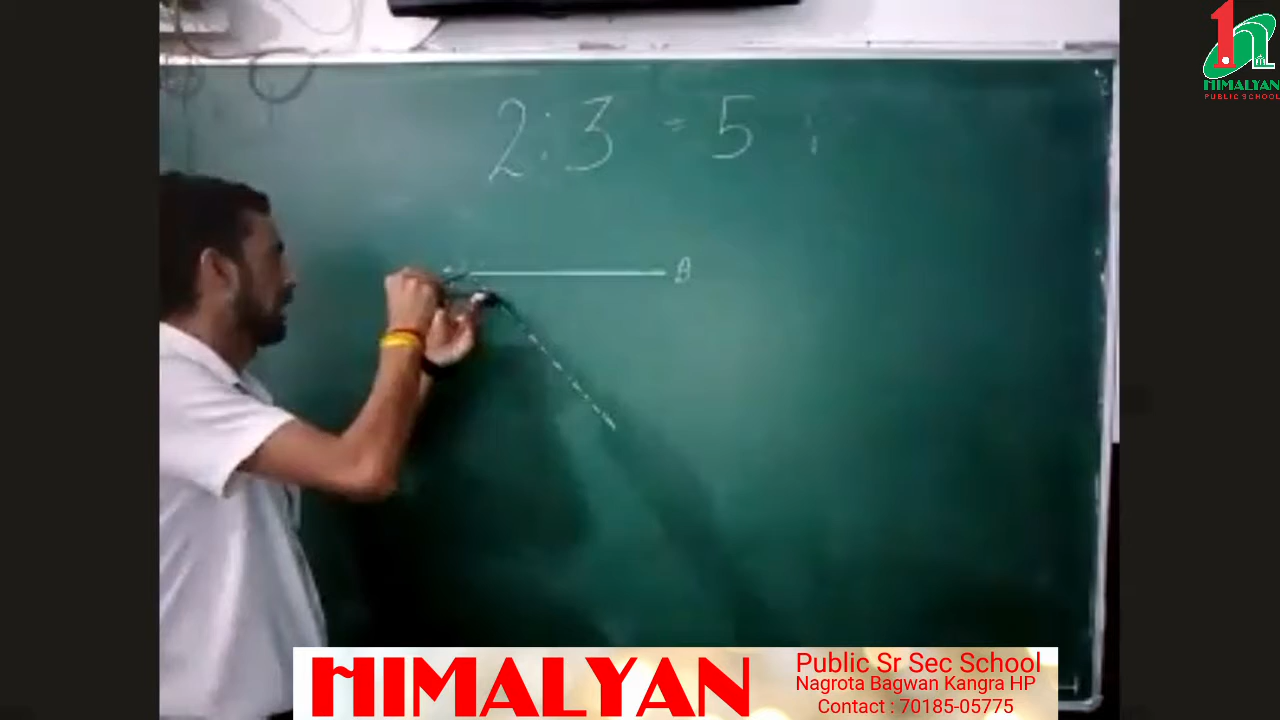 HIMALYAN
PUBLIC SCHOOL
2:3 = 5
B
HIMALYAN
Public Sr Sec School
Nagrota Bagwan Kangra HP
Contact : 70185-05775